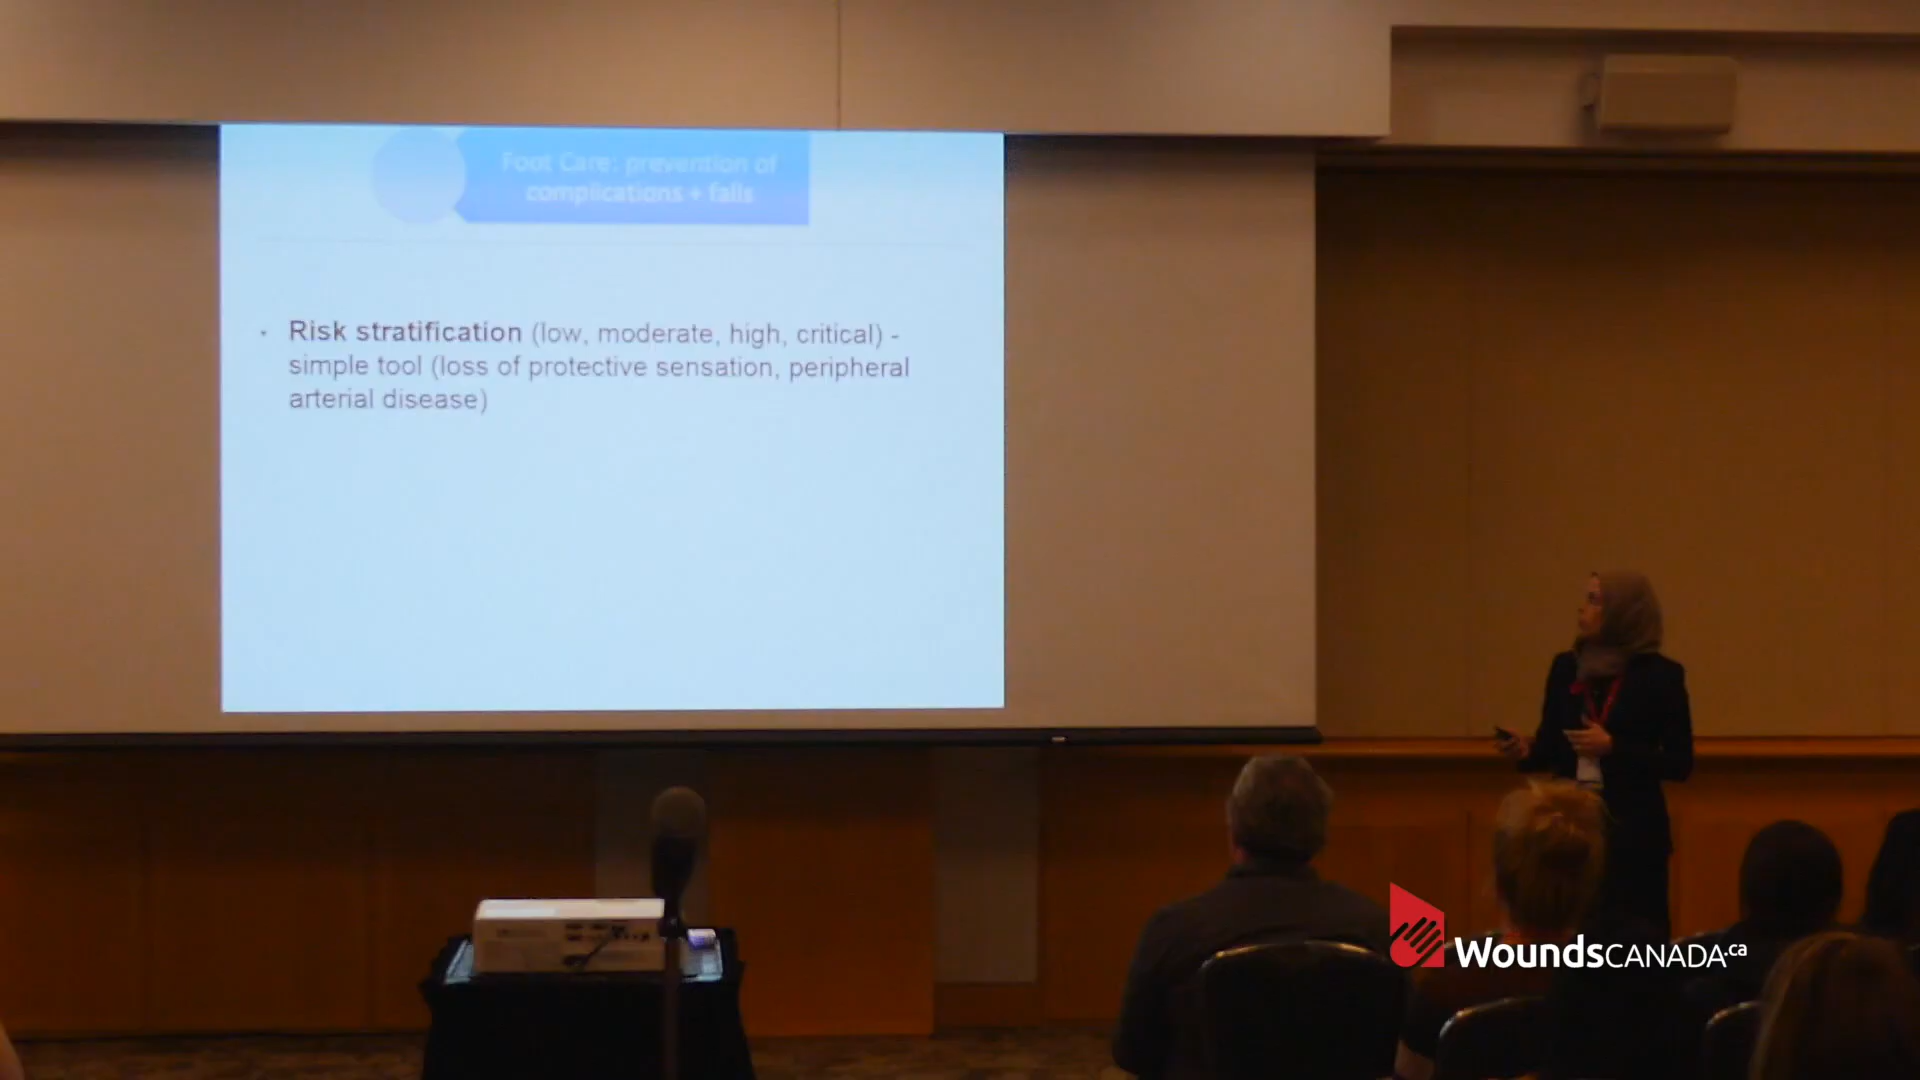 Foot Care: prevention of
complications + falls
• Risk stratification (low, moderate, high, critical) -
simple tool (loss of protective sensation, peripheral
arterial disease)
WoundsCANADA.ca